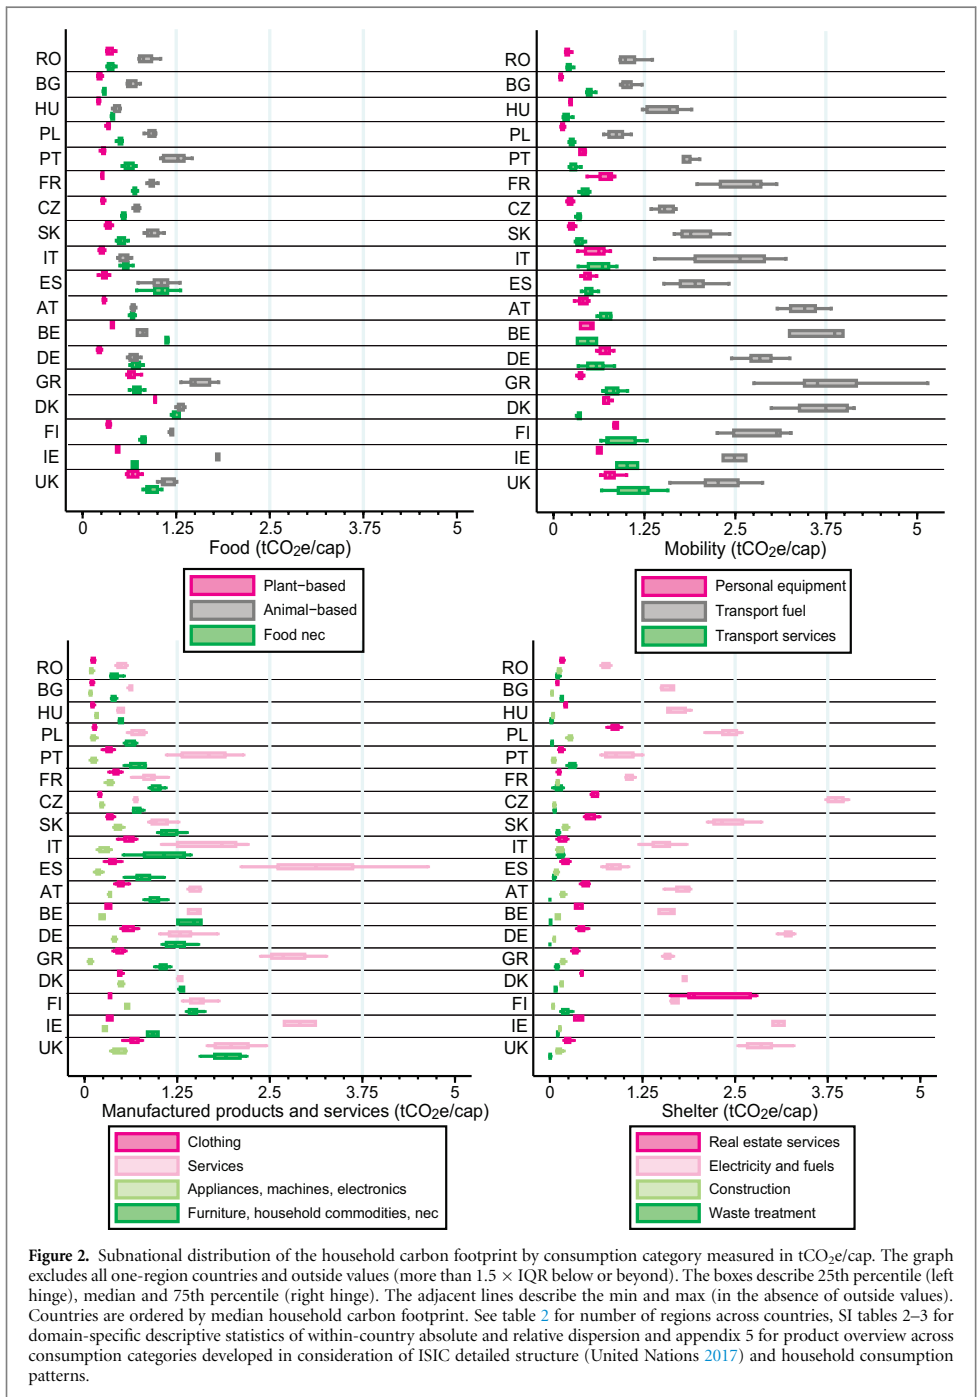 RO
BG
HU
PL
PT
FR
CZ
SK
IT
ES
AT
BE
DE
GR
DK
FI
IE
UK
0 1.25 2.5 3.75 5
Food (tCO₂e/cap)
Plant−based
Animal−based
Food nec
RO
BG
HU
PL
PT
FR
CZ
SK
IT
ES
AT
BE
DE
GR
DK
FI
IE
UK
0 1.25 2.5 3.75 5
Mobility (tCO₂e/cap)
Personal equipment
Transport fuel
Transport services
RO
BG
HU
PL
PT
FR
CZ
SK
IT
ES
AT
BE
DE
GR
DK
FI
IE
UK
0 1.25 2.5 3.75 5
Manufactured products and services (tCO₂e/cap)
Clothing
Services
Appliances, machines, electronics
Furniture, household commodities, nec
RO
BG
HU
PL
PT
FR
CZ
SK
IT
ES
AT
BE
DE
GR
DK
FI
IE
UK
0 1.25 2.5 3.75 5
Shelter (tCO₂e/cap)
Real estate services
Electricity and fuels
Construction
Waste treatment
Figure 2. Subnational distribution of the household carbon footprint by consumption category measured in tCO₂e/cap. The graph
excludes all one-region countries and outside values (more than 1.5 × IQR below or beyond). The boxes describe 25th percentile (left
hinge), median and 75th percentile (right hinge). The adjacent lines describe the min and max (in the absence of outside values).
Countries are ordered by median household carbon footprint. See table 2 for number of regions across countries, SI tables 2–3 for
domain-specific descriptive statistics of within-country absolute and relative dispersion and appendix 5 for product overview across
consumption categories developed in consideration of ISIC detailed structure (United Nations 2017) and household consumption
patterns.